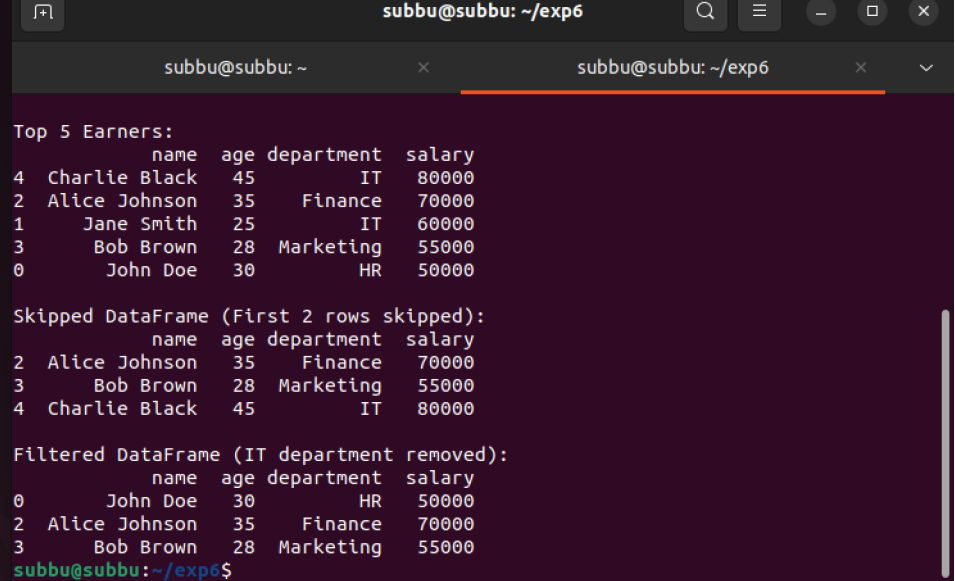 subbu@subbu: ~/exp6
subbu@subbu: ~ × subbu@subbu: ~/exp6 ×
Top 5 Earners:
            name  age department  salary
4  Charlie Black   45         IT   80000
2  Alice Johnson   35    Finance   70000
1     Jane Smith   25         IT   60000
3      Bob Brown   28  Marketing   55000
0       John Doe   30         HR   50000
Skipped DataFrame (First 2 rows skipped):
            name  age department  salary
2  Alice Johnson   35    Finance   70000
3      Bob Brown   28  Marketing   55000
4  Charlie Black   45         IT   80000
Filtered DataFrame (IT department removed):
            name  age department  salary
0       John Doe   30         HR   50000
2  Alice Johnson   35    Finance   70000
3      Bob Brown   28  Marketing   55000
subbu@subbu:~/exp6$